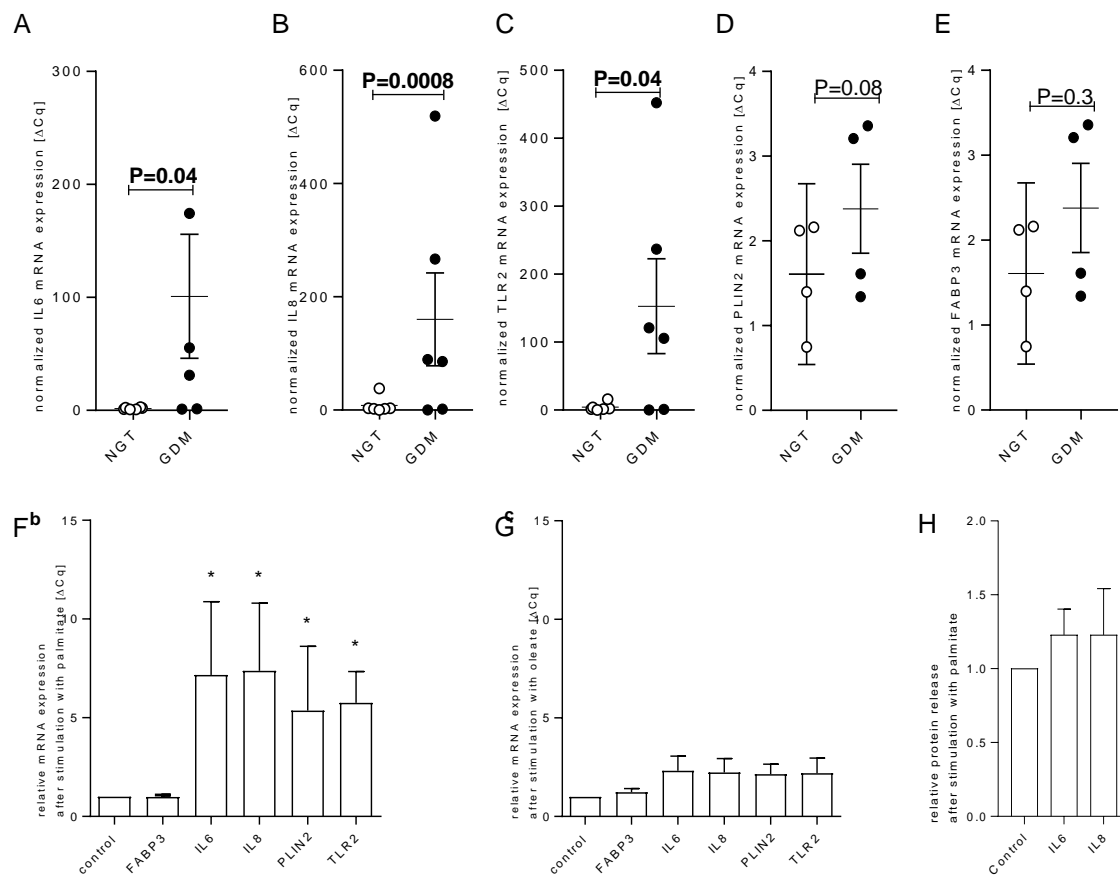 A
B
C
D
E
normalized IL6 mRNA expression [ΔCq]
300
200
100
0
P=0.04
NGT
GDM
normalized IL8 mRNA expression [ΔCq]
600
400
200
0
P=0.0008
NGT
GDM
normalized TLR2 mRNA expression [ΔCq]
500
450
400
300
200
100
0
P=0.04
NGT
GDM
normalized PLIN2 mRNA expression [ΔCq]
4
3
2
1
0
P=0.08
NGT
GDM
normalized FABP3 mRNA expression [ΔCq]
4
3
2
1
0
P=0.3
NGT
GDM
F b
relative mRNA expression
after stimulation with palmitate [ΔCq]
15
10
5
0
*
*
*
*
control
FABP3
IL6
IL8
PLIN2
TLR2
G c
relative mRNA expression
after stimulation with oleate [ΔCq]
15
10
5
0
control
FABP3
IL6
IL8
PLIN2
TLR2
H
relative protein release
after stimulation with palmitate
2.0
1.5
1.0
0.5
0.0
Control
IL6
IL8